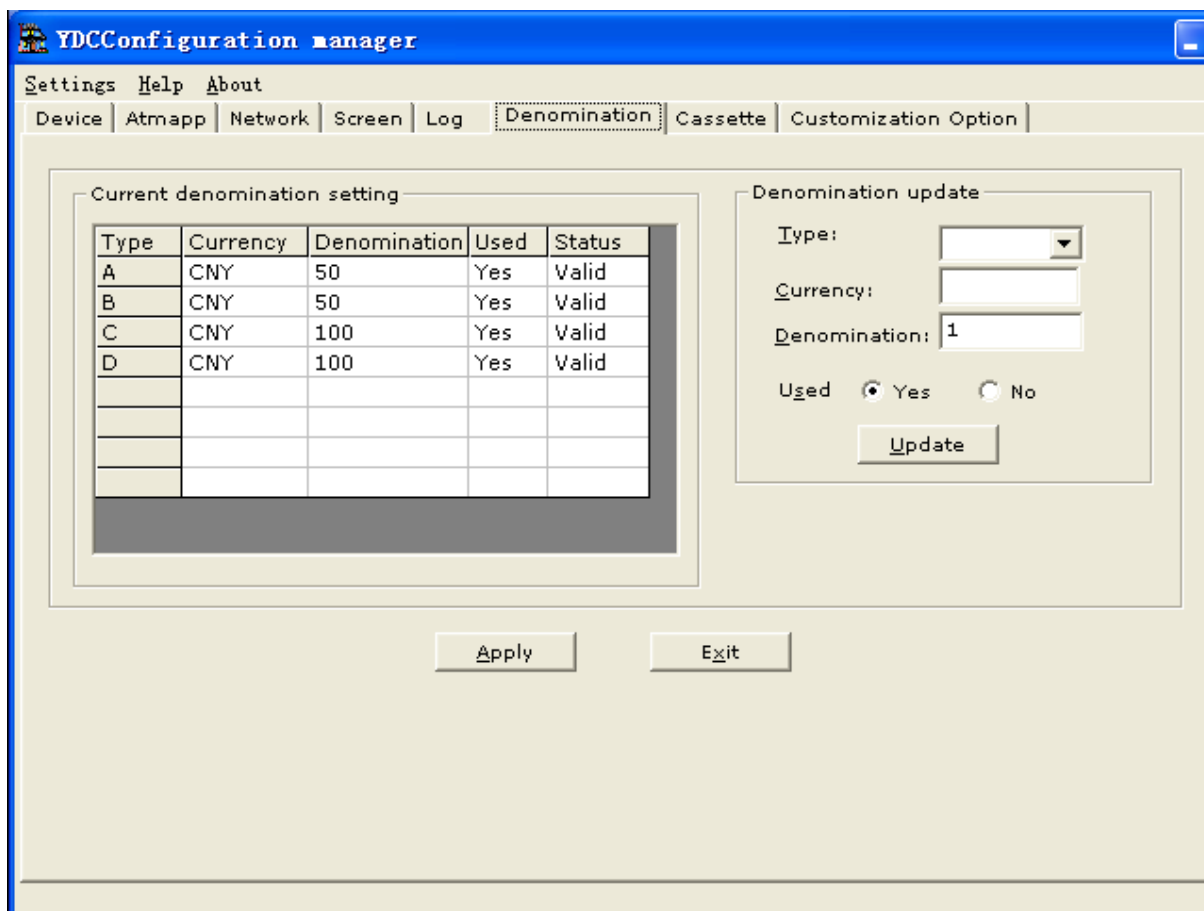 YDCConfiguration manager
Settings Help About
Device Atmapp Network Screen Log Denomination Cassette Customization Option
Current denomination setting
Type Currency Denomination Used Status
A CNY 50 Yes Valid
B CNY 50 Yes Valid
C CNY 100 Yes Valid
D CNY 100 Yes Valid
Denomination update
Type:
Currency:
Denomination: 1
Used Yes No
Update
Apply Exit